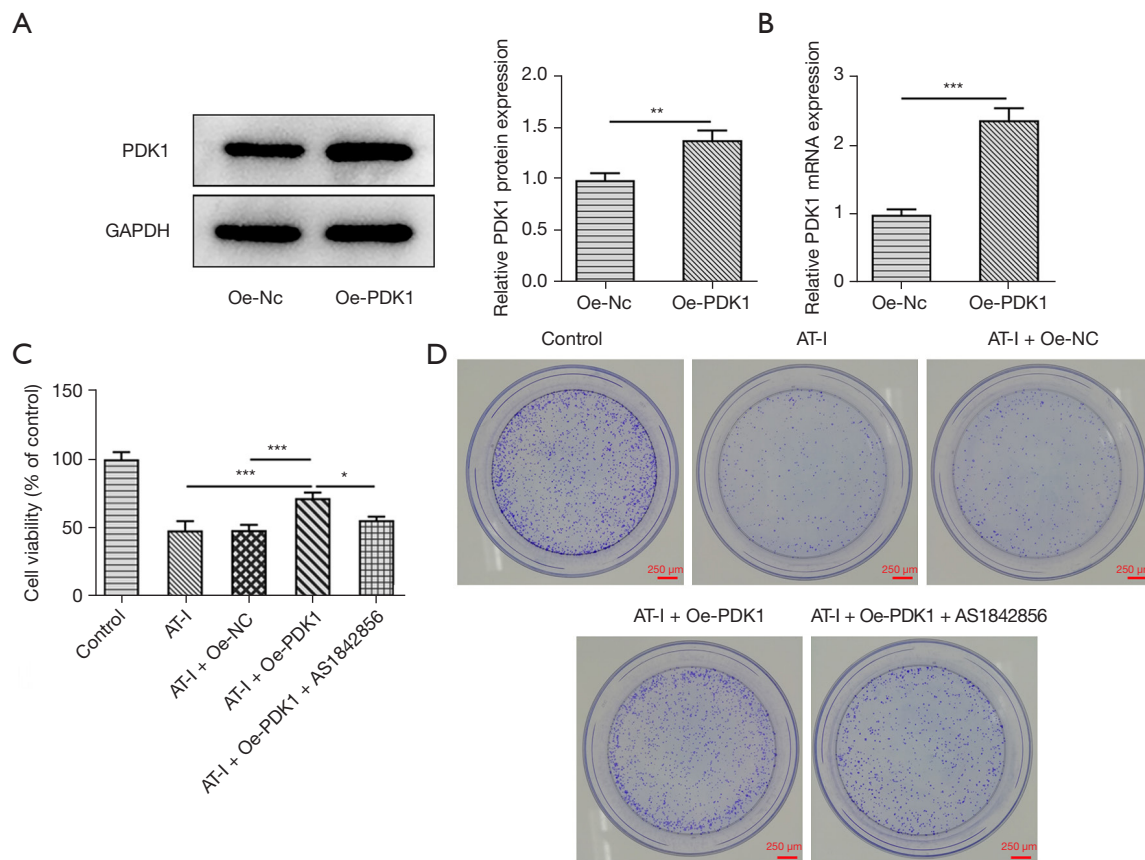 A
PDK1
GAPDH
Oe-Nc
Oe-PDK1
Relative PDK1 protein expression
2.0
1.5
1.0
0.5
0.0
**
Oe-Nc
Oe-PDK1
B
Relative PDK1 mRNA expression
3
2
1
0
***
Oe-Nc
Oe-PDK1
C
Cell viability (% of control)
150
100
50
0
***
***
*
Control
AT-I
AT-I + Oe-NC
AT-I + Oe-PDK1
AT-I + Oe-PDK1 + AS1842856
D
Control
AT-I
AT-I + Oe-NC
250 µm
250 µm
250 µm
AT-I + Oe-PDK1
AT-I + Oe-PDK1 + AS1842856
250 µm
250 µm